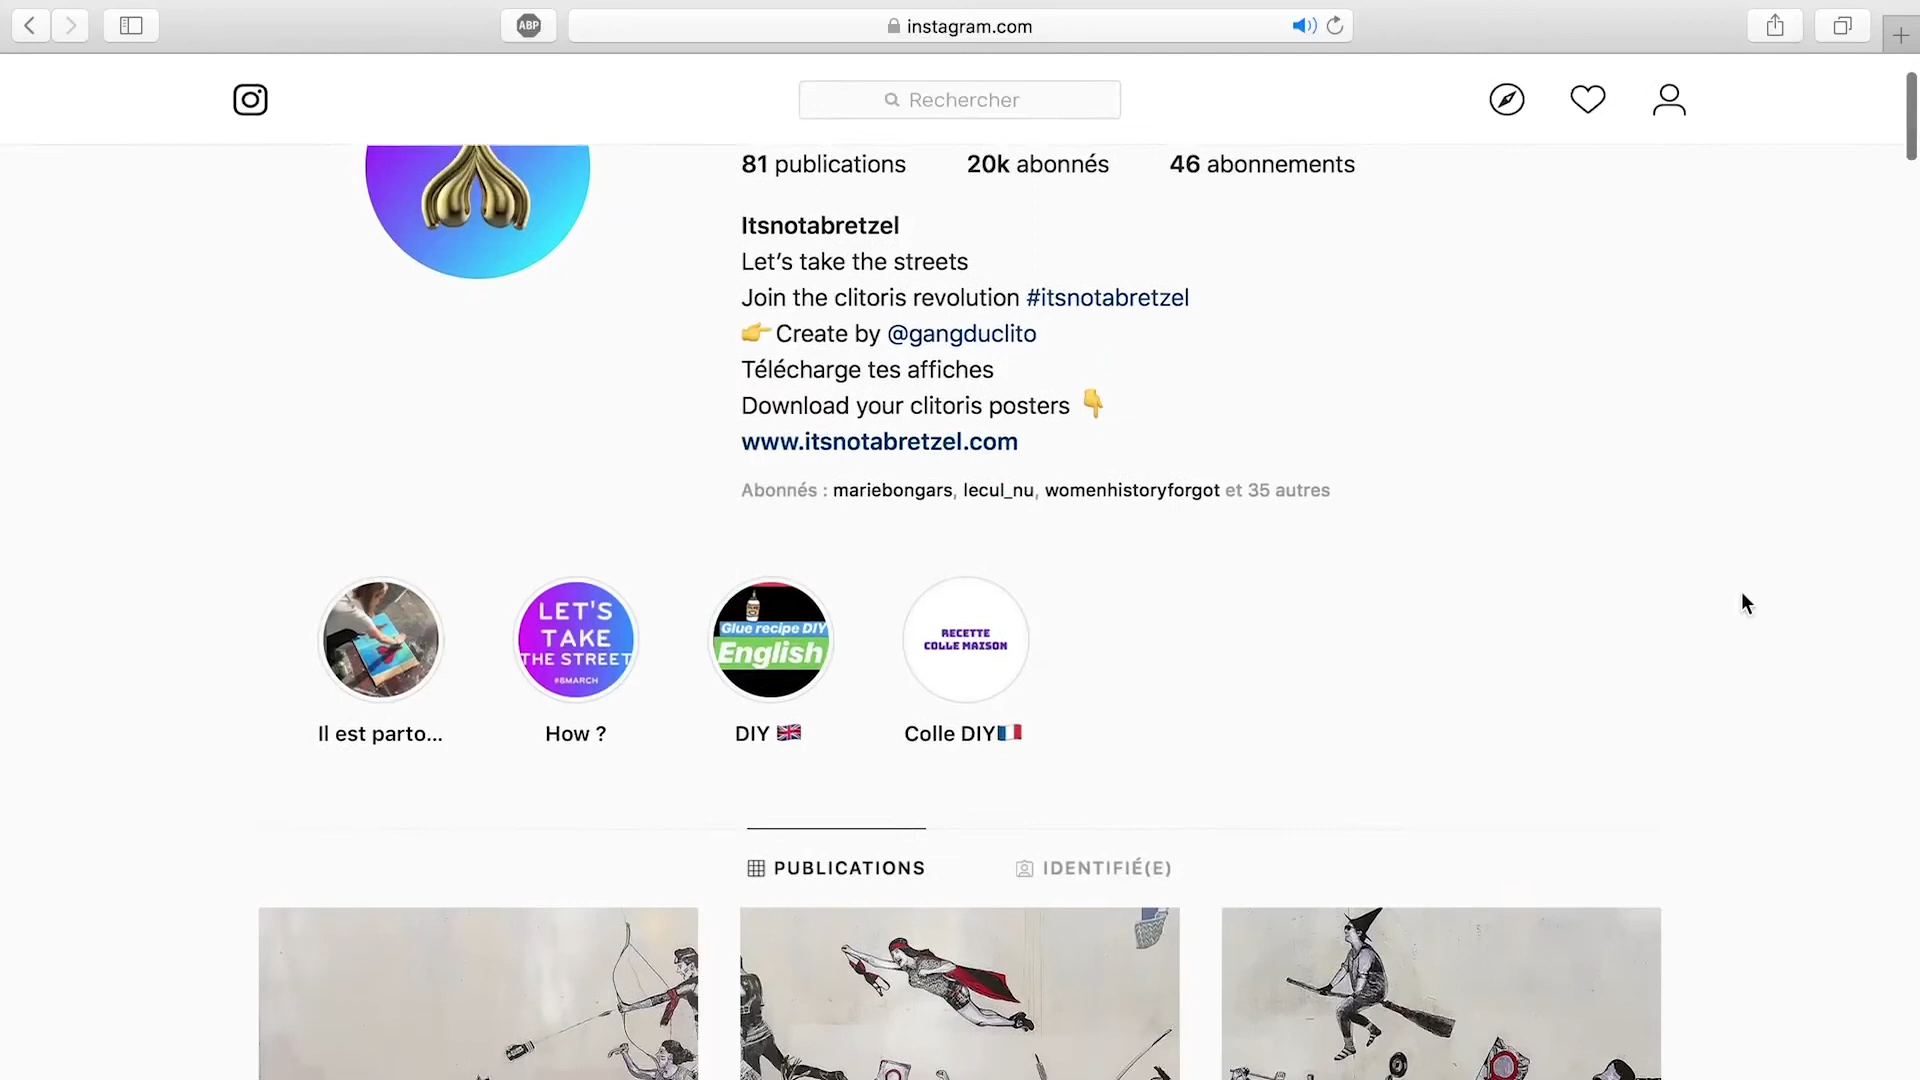 ABP
instagram.com
Rechercher
81 publications 20k abonnés 46 abonnements
Itsnotabretzel
Let's take the streets
Join the clitoris revolution #itsnotabretzel
👉 Create by @gangduclito
Télécharge tes affiches
Download your clitoris posters 👇
www.itsnotabretzel.com
Abonnés : mariebongars, lecul_nu, womenhistoryforgot et 35 autres
LET'S
TAKE
THE STREET
#8MARCH
Glue recipe DIY
English
RECETTE
COLLE MAISON
Il est parto...
How ?
DIY 🇬🇧
Colle DIY🇫🇷
PUBLICATIONS
IDENTIFIÉ(E)